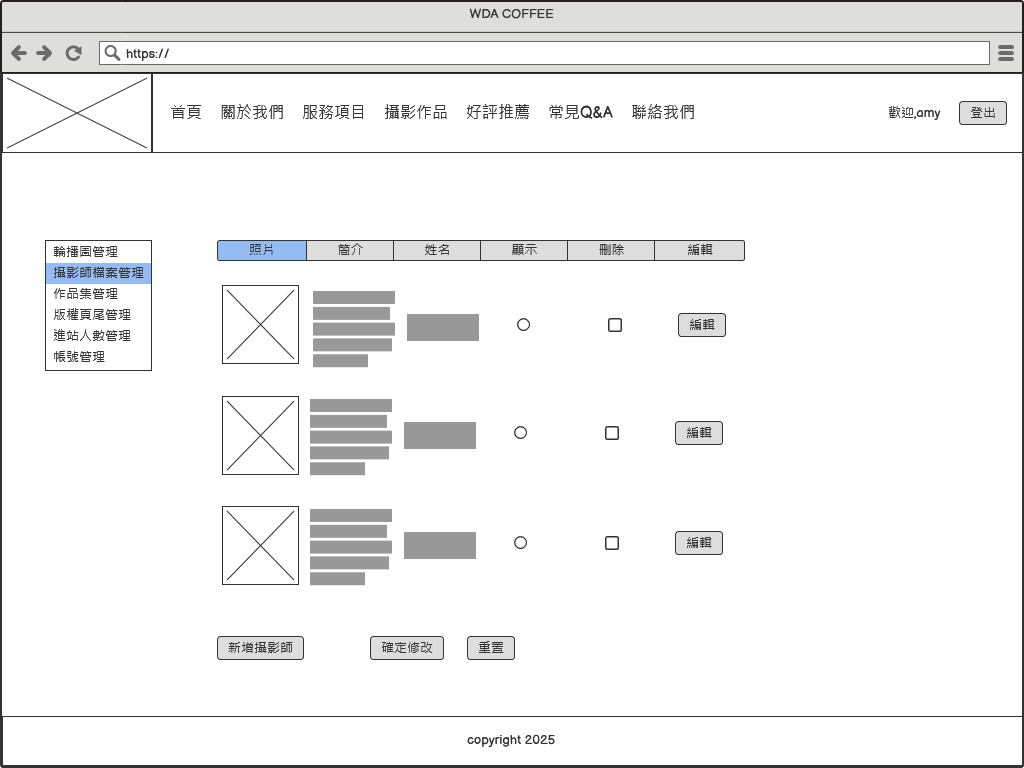 WDA COFFEE
https://
首頁 關於我們 服務項目 攝影作品 好評推薦 常見Q&A 聯絡我們 歡迎,amy 登出
輪播圖管理
攝影師檔案管理
作品集管理
版權頁尾管理
進站人數管理
帳號管理
照片 簡介 姓名 顯示 刪除 編輯
編輯
編輯
編輯
新增攝影師 確定修改 重置
copyright 2025